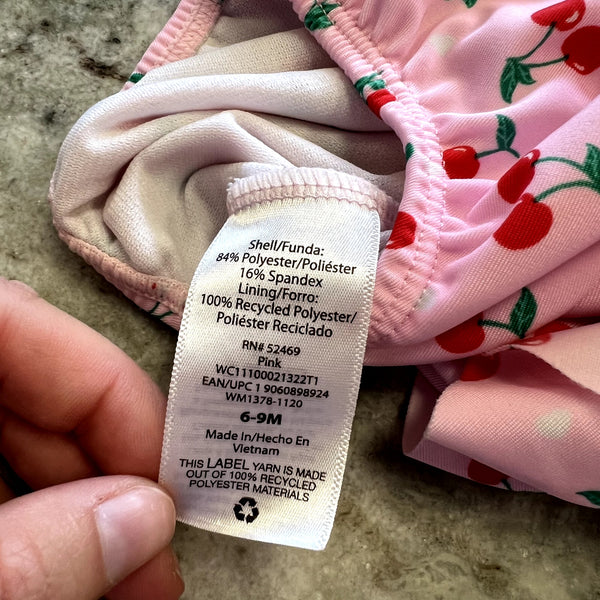 Shell/Funda:
84% Polyester/Poliéster
16% Spandex
Lining/Forro:
100% Recycled Polyester/
Poliéster Reciclado
RN# 52469
Pink
WC11100021322T1
EAN/UPC 1 9060898924
WM1378-1120
6-9M
Made In/Hecho En
Vietnam
THIS LABEL YARN IS MADE
OUT OF 100% RECYCLED
POLYESTER MATERIALS